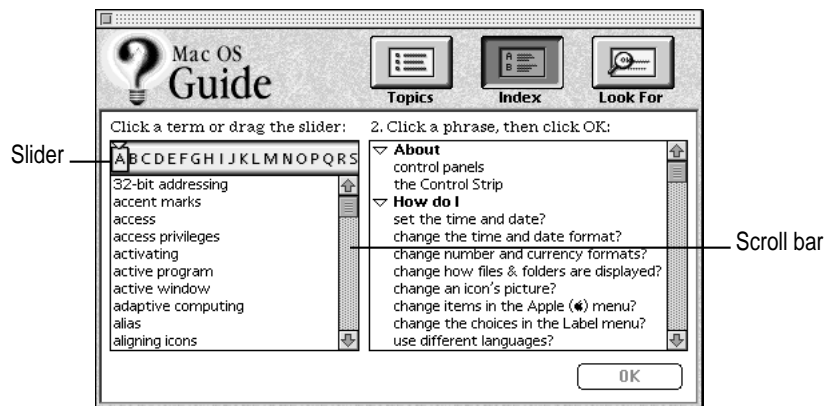 Mac OS
Guide
Topics
Index
Look For
Click a term or drag the slider:
2. Click a phrase, then click OK:
Slider
A B C D E F G H I J K L M N O P Q R S
32-bit addressing
accent marks
access
access privileges
activating
active program
active window
adaptive computing
alias
aligning icons
About
control panels
the Control Strip
How do I
set the time and date?
change the time and date format?
change number and currency formats?
change how files & folders are displayed?
change an icon's picture?
change items in the Apple () menu?
change the choices in the Label menu?
use different languages?
Scroll bar
OK